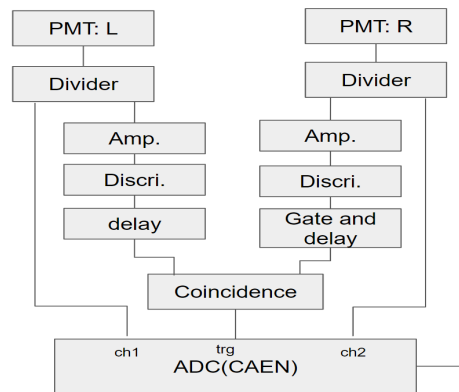 PMT: L
PMT: R
Divider
Divider
Amp.
Amp.
Discri.
Discri.
delay
Gate and
delay
Coincidence
ch1
trg
ch2
ADC(CAEN)